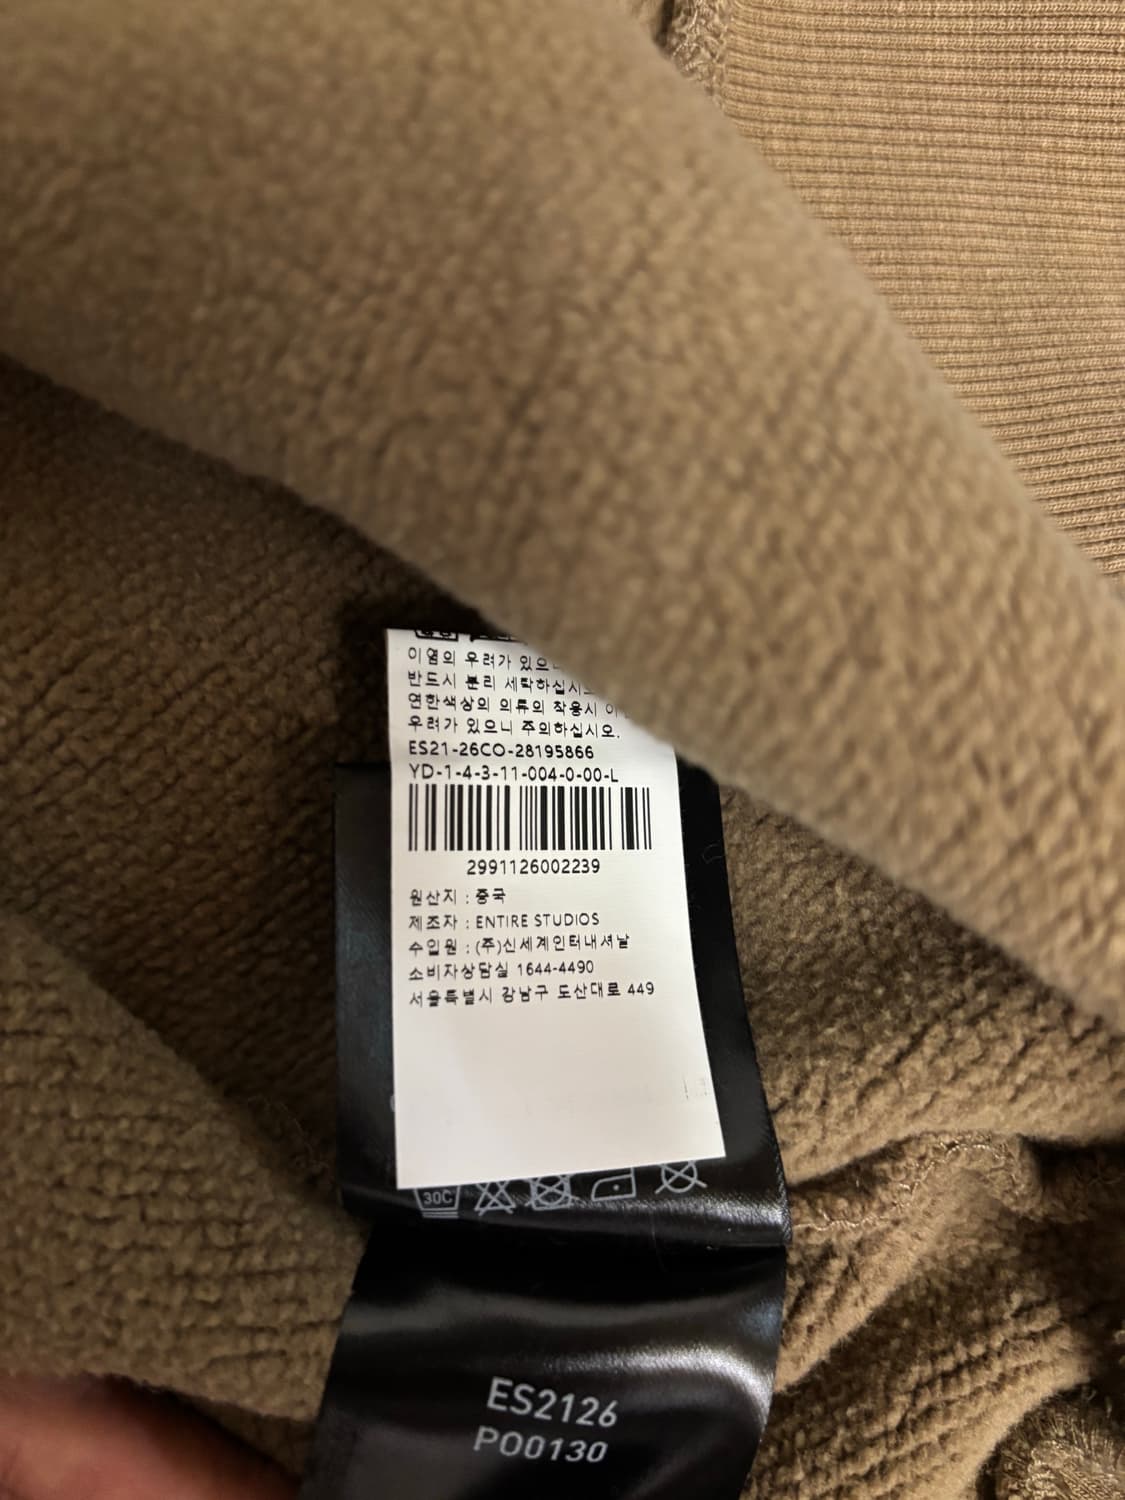 이염의 우려가 있으니
반드시 분리 세탁하십시오
연한색상의 의류의 착용시
우려가 있으니 주의하십시오.
ES21-26CO-28195866
YD-1-4-3-11-004-0-00-L
2991126002239
원산지 : 중국
제조자 : ENTIRE STUDIOS
수입원 : (주)신세계인터내셔날
소비자상담실 1644-4490
서울특별시 강남구 도산대로 449
30C
ES2126
PO0130